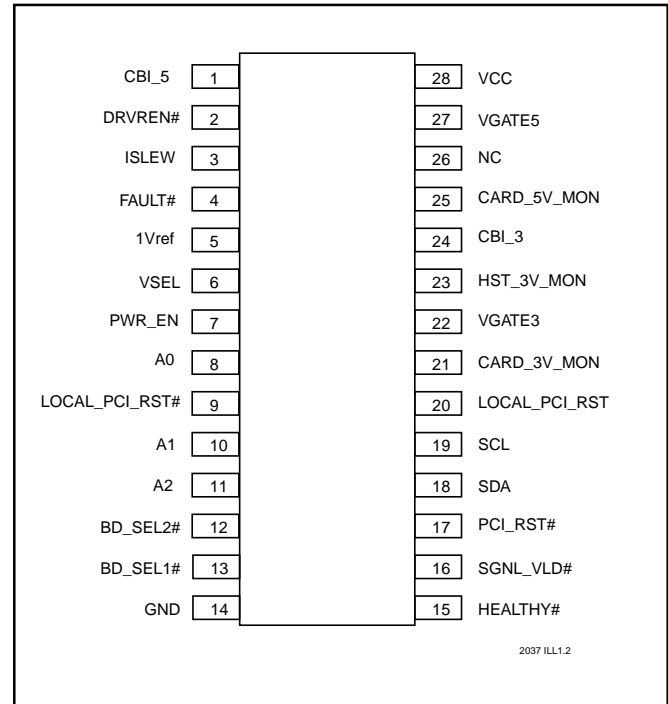 CBI_5 1 28 VCC
DRVREN# 2 27 VGATE5
ISLEW 3 26 NC
FAULT# 4 25 CARD_5V_MON
1Vref 5 24 CBI_3
VSEL 6 23 HST_3V_MON
PWR_EN 7 22 VGATE3
A0 8 21 CARD_3V_MON
LOCAL_PCI_RST# 9 20 LOCAL_PCI_RST
A1 10 19 SCL
A2 11 18 SDA
BD_SEL2# 12 17 PCI_RST#
BD_SEL1# 13 16 SGNL_VLD#
GND 14 15 HEALTHY#
2037 ILL1.2